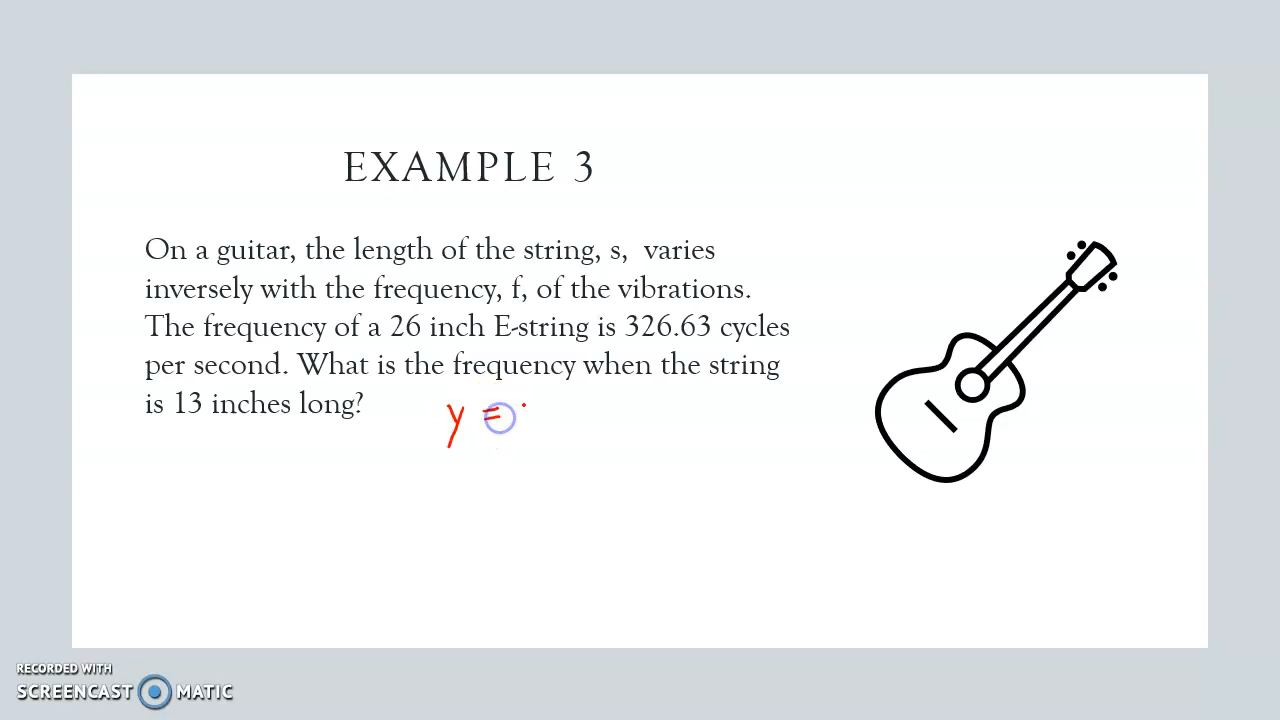 EXAMPLE 3
On a guitar, the length of the string, s, varies
inversely with the frequency, f, of the vibrations.
The frequency of a 26 inch E-string is 326.63 cycles
per second. What is the frequency when the string
is 13 inches long?
y =
RECORDED WITH
SCREENCAST MATIC